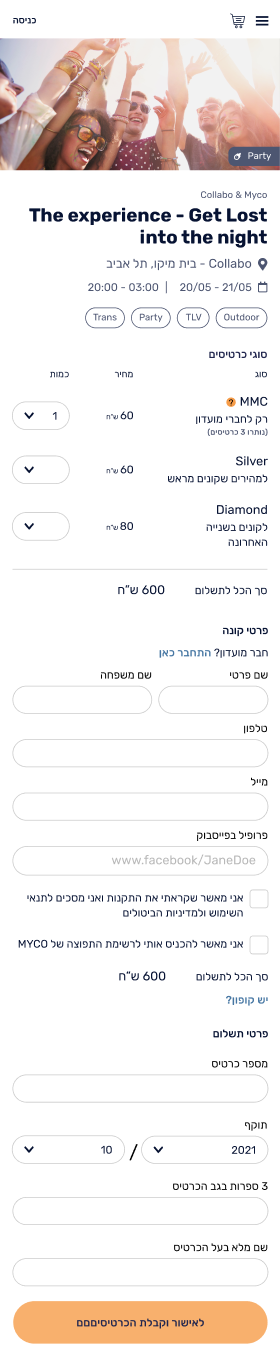 כניסה
Party
Collabo & Myco
The experience - Get Lost
into the night
Collabo - בית מיקו, תל אביב
20/05 - 21/05 | 20:00 - 03:00
Trans Party TLV Outdoor
סוגי כרטיסים
סוג מחיר כמות
MMC ?
רק לחברי מועדון
(נותרו 3 כרטיסים)
60 ש"ח
1
Silver
למהירים שקונים מראש
60 ש"ח
Diamond
לקונים בשנייה
האחרונה
80 ש"ח
סך הכל לתשלום 600 ש"ח
פרטי קונה
חבר מועדון? התחבר כאן
שם פרטי שם משפחה
טלפון
מייל
פרופיל בפייסבוק
www.facebook/JaneDoe
אני מאשר שקראתי את התקנות ואני מסכים לתנאי
השימוש ולמדיניות הביטולים
אני מאשר להכניס אותי לרשימת התפוצה של MYCO
סך הכל לתשלום 600 ש"ח
יש קופון?
פרטי תשלום
מספר כרטיס
תוקף
2021 / 10
3 ספרות בגב הכרטיס
שם מלא בעל הכרטיס
לאישור וקבלת הכרטיסיםםם